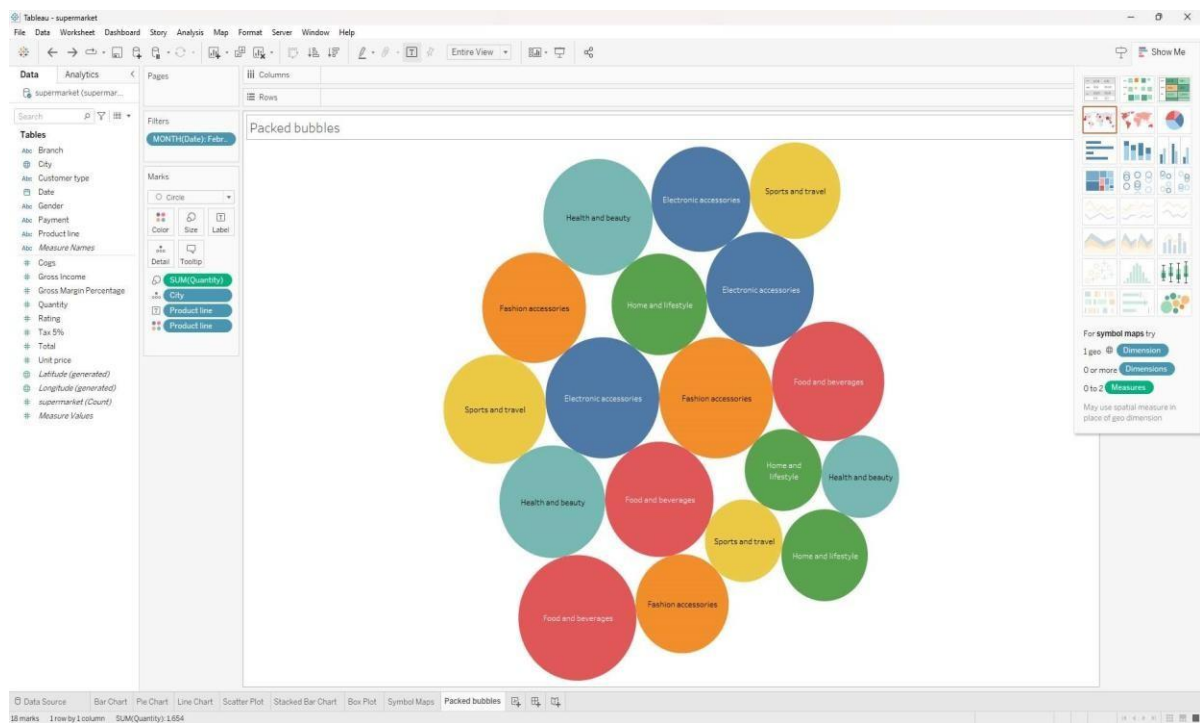 Tableau - supermarket
File Data Worksheet Dashboard Story Analysis Map Format Server Window Help
Entire View
Show Me
Data Analytics
supermarket (supermar...
Search
Tables
Abc Branch
City
Abc Customer type
Date
Abc Gender
Abc Payment
Abc Product line
Abc Measure Names
# Cogs
# Gross Income
# Gross Margin Percentage
# Quantity
# Rating
# Tax 5%
# Total
# Unit price
Latitude (generated)
Longitude (generated)
# supermarket (Count)
# Measure Values
Pages
Filters
MONTH(Date): Febr..
Marks
Circle
Color Size Label
Detail Tooltip
SUM(Quantity)
City
Product line
Product line
Columns
Rows
Packed bubbles
Sports and travel
Electronic accessories
Health and beauty
Electronic accessories
Home and lifestyle
Fashion accessories
Food and beverages
Electronic accessories
Fashion accessories
Sports and travel
Home and
lifestyle
Health and beauty
Food and beverages
Health and beauty
Sports and travel
Home and lifestyle
Fashion accessories
Food and beverages
For symbol maps try
1 geo Dimension
0 or more Dimensions
0 to 2 Measures
May use spatial measure in
place of geo dimension
Data Source Bar Chart Pie Chart Line Chart Scatter Plot Stacked Bar Chart Box Plot Symbol Maps Packed bubbles
18 marks 1 row by 1 column SUM(Quantity): 1,654